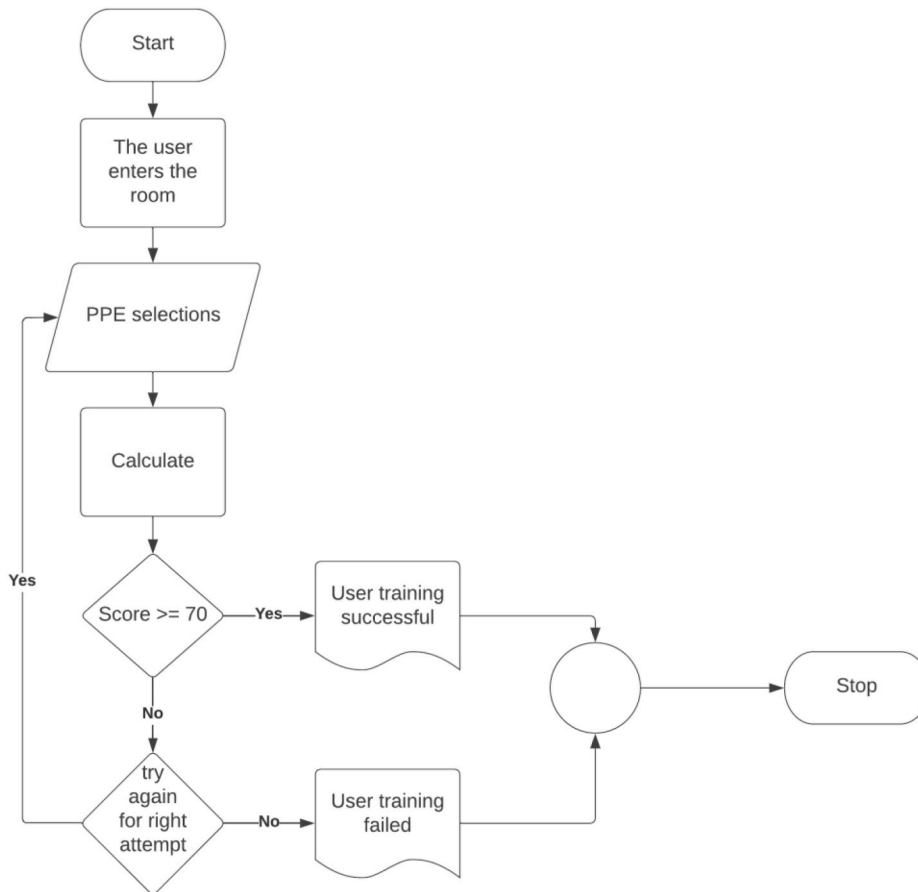 Start
The user
enters the
room
PPE selections
Calculate
Score >= 70
Yes
User training
successful
Yes
No
Stop
try
again
for right
attempt
No
User training
failed